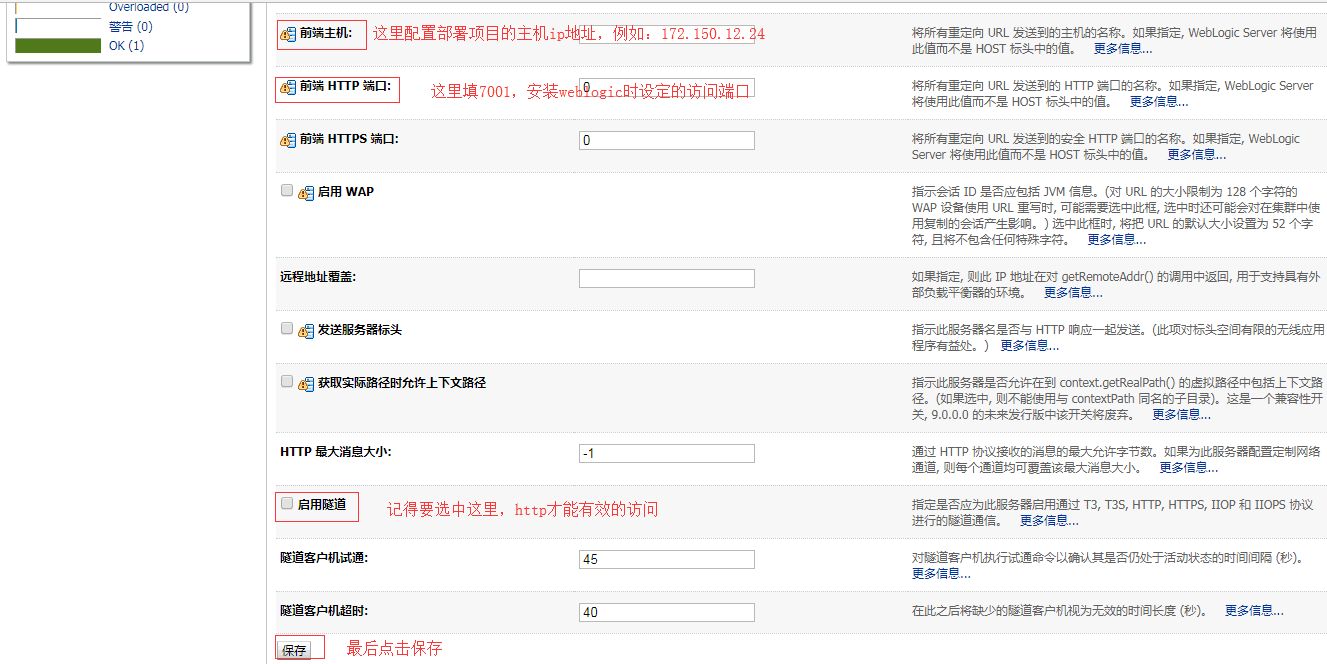 Overloaded (0)
警告 (0)
OK (1)
前端主机:
这里配置部署项目的主机ip地址，例如：172.150.12.24
将所有重定向 URL 发送到的主机的名称。如果指定, WebLogic Server 将使用
此值而不是 HOST 标头中的值。 更多信息...
前端 HTTP 端口:
0
这里填7001，安装weblogic时设定的访问端口
将所有重定向 URL 发送到的 HTTP 端口的名称。如果指定, WebLogic Server
将使用此值而不是 HOST 标头中的值。 更多信息...
前端 HTTPS 端口:
0
将所有重定向 URL 发送到的安全 HTTP 端口的名称。如果指定, WebLogic
Server 将使用此值而不是 HOST 标头中的值。 更多信息...
启用 WAP
指示会话 ID 是否应包括 JVM 信息。(对 URL 的大小限制为 128 个字符的
WAP 设备使用 URL 重写时, 可能需要选中此框, 选中时还可能会对在集群中使
用复制的会话产生影响。) 选中此框时, 将把 URL 的默认大小设置为 52 个字
符, 且将不包含任何特殊字符。 更多信息...
远程地址覆盖:
如果指定, 则此 IP 地址在对 getRemoteAddr() 的调用中返回, 用于支持具有外
部负载平衡器的环境。 更多信息...
发送服务器标头
指示此服务器名是否与 HTTP 响应一起发送。(此项对标头空间有限的无线应用
程序有益处。) 更多信息...
获取实际路径时允许上下文路径
指示此服务器是否允许在到 context.getRealPath() 的虚拟路径中包括上下文路
径。(如果选中, 则不能使用与 contextPath 同名的子目录)。这是一个兼容性开
关, 9.0.0.0 的未来发行版中该开关将废弃。 更多信息...
HTTP 最大消息大小:
-1
通过 HTTP 协议接收的消息的最大允许字节数。如果为此服务器配置定制网络
通道, 则每个通道均可覆盖该最大消息大小。 更多信息...
启用隧道
记得要选中这里，http才能有效的访问
指定是否应为此服务器启用通过 T3, T3S, HTTP, HTTPS, IIOP 和 IIOPS 协议
进行的隧道通信。 更多信息...
隧道客户机试通:
45
对隧道客户机执行试通命令以确认其是否仍处于活动状态的时间间隔 (秒)。
更多信息...
隧道客户机超时:
40
在此之后将缺少的隧道客户机视为无效的时间长度 (秒)。 更多信息...
保存
最后点击保存